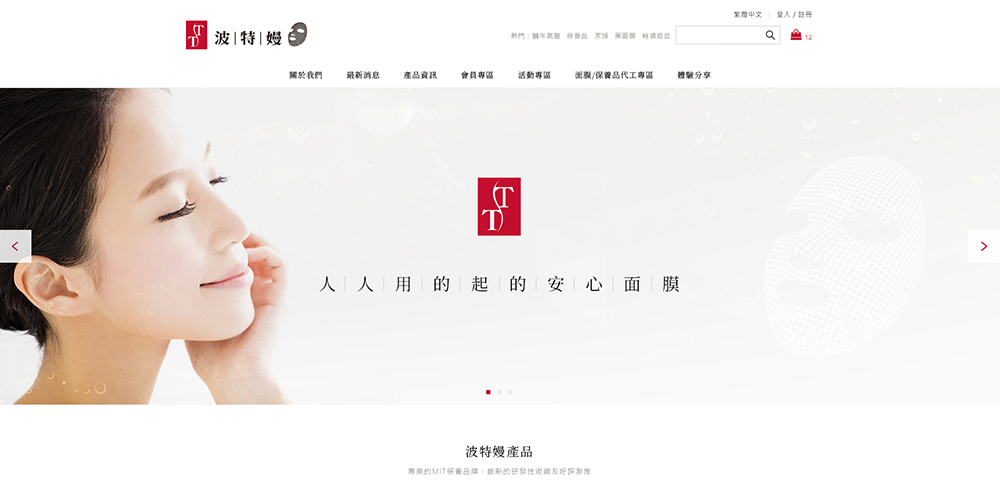 繁體中文 | 登入 / 註冊
TT 波|特|嫚
熱門：蝸牛氣墊 保養品 潔顏 黑面膜 特價組合
12
關於我們 最新消息 產品資訊 會員專區 活動專區 面膜/保養品代工專區 體驗分享
TT
人|人|用|的|起|的|安|心|面|膜
波特嫚產品
專業的MIT保養品牌，創新的研發技術網友好評激推